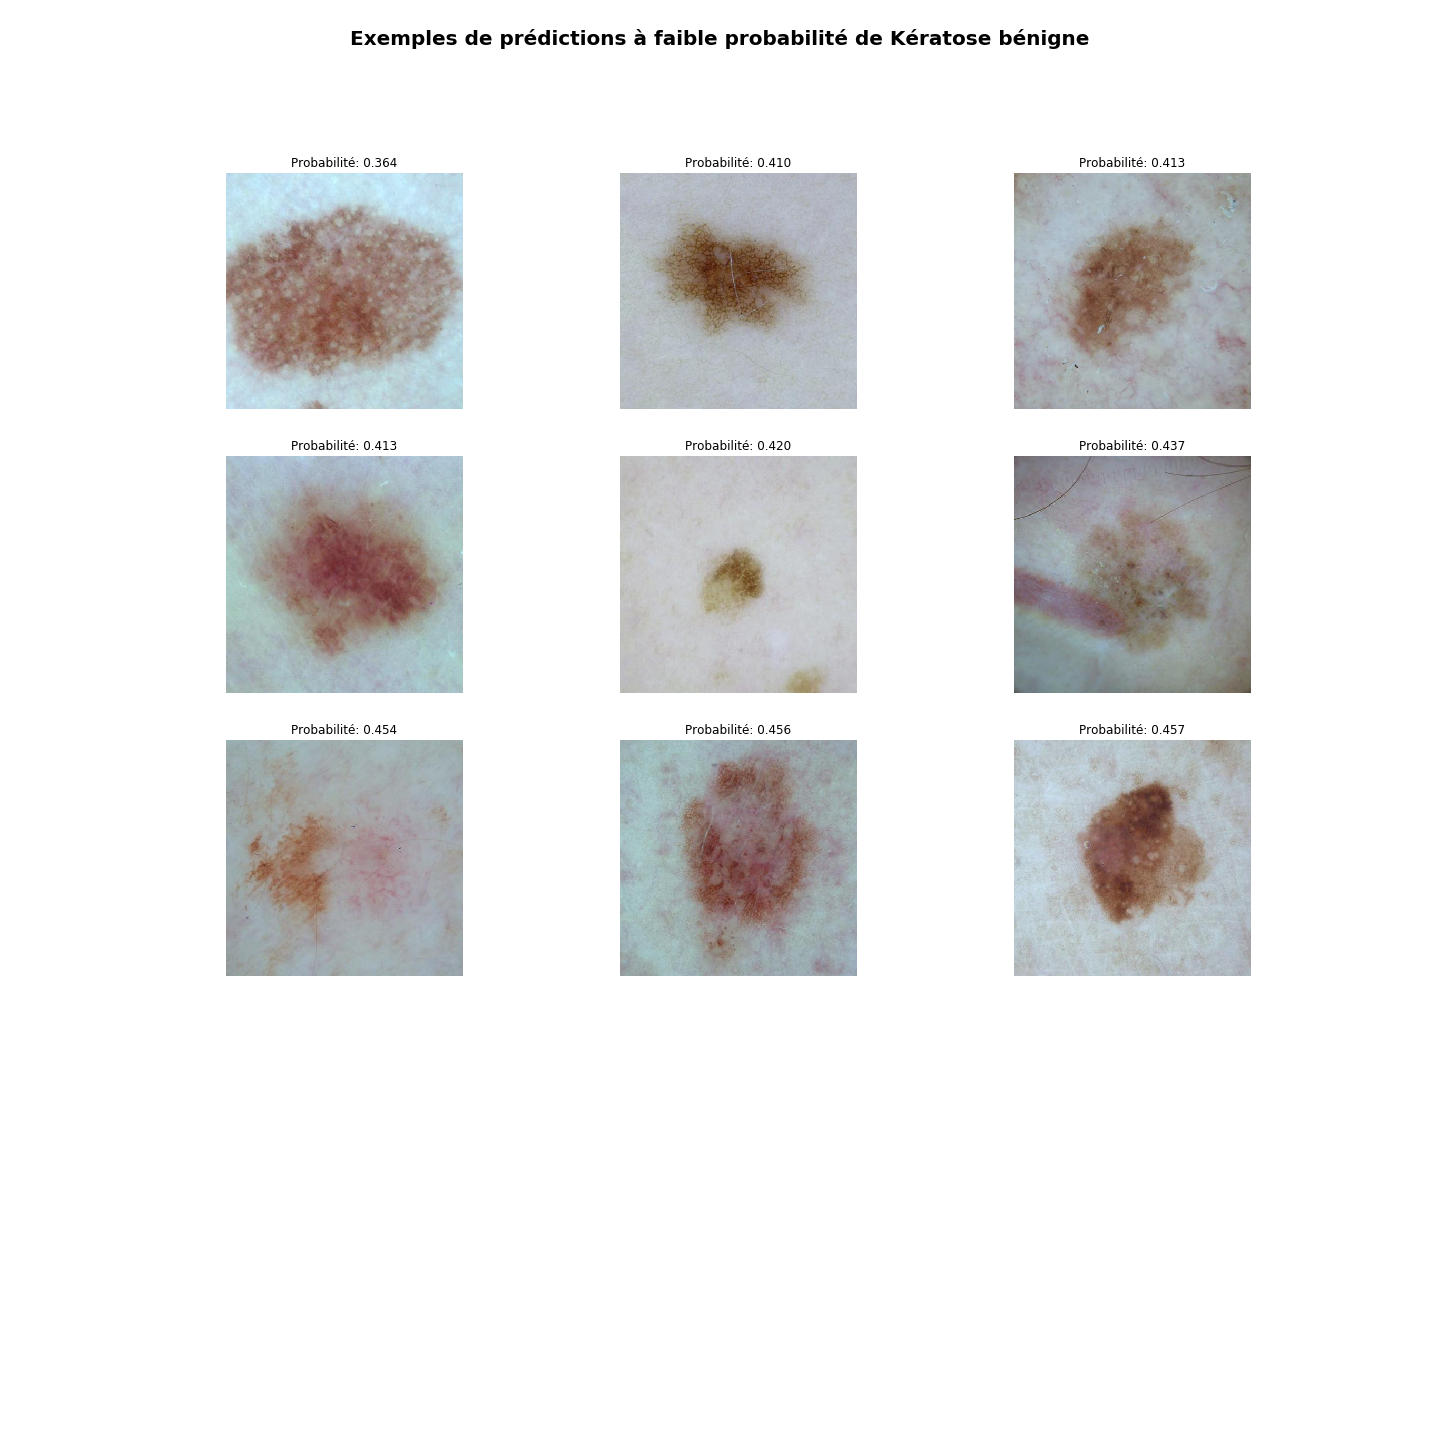 Exemples de prédictions à faible probabilité de Kératose bénigne
Probabilité: 0.364
Probabilité: 0.410
Probabilité: 0.413
Probabilité: 0.413
Probabilité: 0.420
Probabilité: 0.437
Probabilité: 0.454
Probabilité: 0.456
Probabilité: 0.457